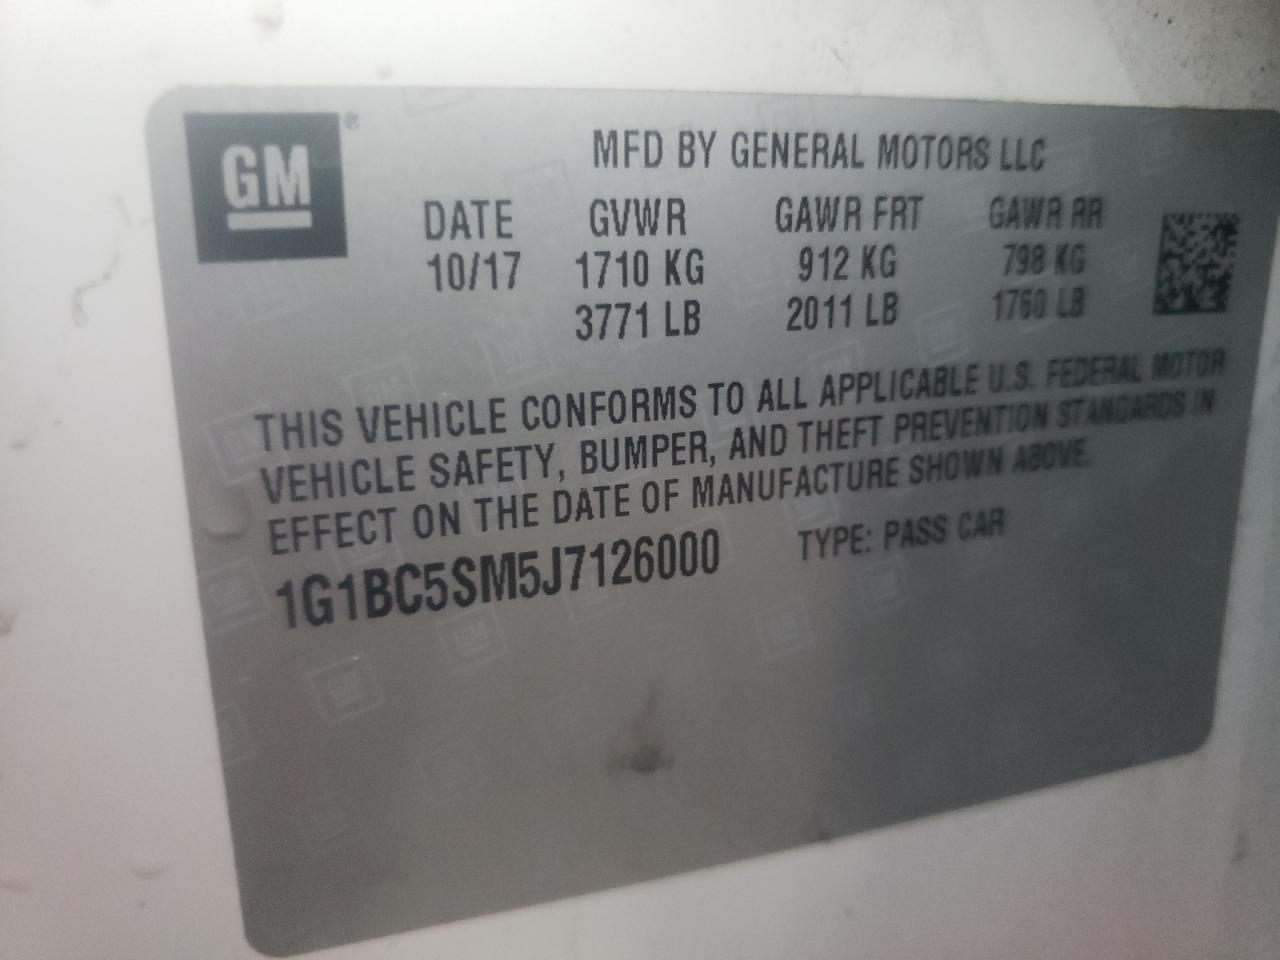 GM
MFD BY GENERAL MOTORS LLC
DATE GVWR GAWR FRT GAWR RR
10/17 1710 KG 912 KG 798 KG
3771 LB 2011 LB 1760 LB
THIS VEHICLE CONFORMS TO ALL APPLICABLE U.S. FEDERAL MOTOR
VEHICLE SAFETY, BUMPER, AND THEFT PREVENTION STANDARDS IN
EFFECT ON THE DATE OF MANUFACTURE SHOWN ABOVE.
1G1BC5SM5J7126000 TYPE: PASS CAR